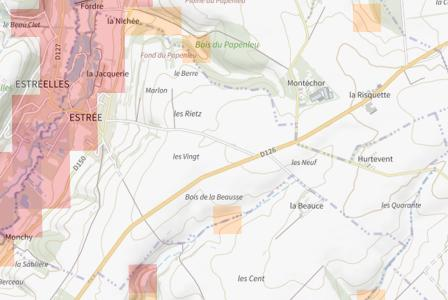 Plaine du Papenleu
Fordre
la Nichée
le Beau Clet
D127
Bois du Papenleu
Fond du Papenleu
la Jacquerie
le Berre
ESTRÉELLES
Marlon
Montéchor
la Risquette
les Rietz
ESTRÉE
D126
les Vingt
les Neuf
Hurtevent
D150
Bois de la Beausse
la Beauce
les Quarante
Monchy
la Sablière
les Cent
Berceau